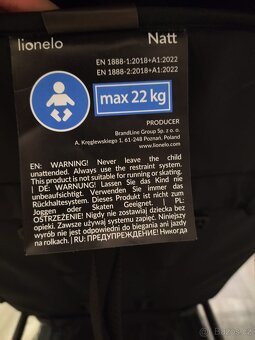 lionelo Natt
EN 1888-1:2018+A1:2022
EN 1888-2:2018+A1:2022
max 22 kg
PRODUCER
BrandLine Group Sp. z o. o.
A. Kręglewskiego 1, 61-248 Poznań, Poland
www.lionelo.com
EN: WARNING! Never leave the child
unattended. Always use the restraint system.
This product is not suitable for running or skating.
| DE: WARNUNG! Lassen Sie das Kind nie
unbeaufsichtigt. Verwenden Sie immer das
Rückhaltesystem. Dieses Produkt ist nicht zum
Joggen oder Skaten Geeignet. | PL:
OSTRZEŻENIE! Nigdy nie zostawiaj dziecka bez
opieki. Zawsze używaj systemu zapięć. Niniejszy
wyrób nie jest odpowiedni do biegania ani jazdy
na rolkach. | RU: ПРЕДУПРЕЖДЕНИЕ! Никогда